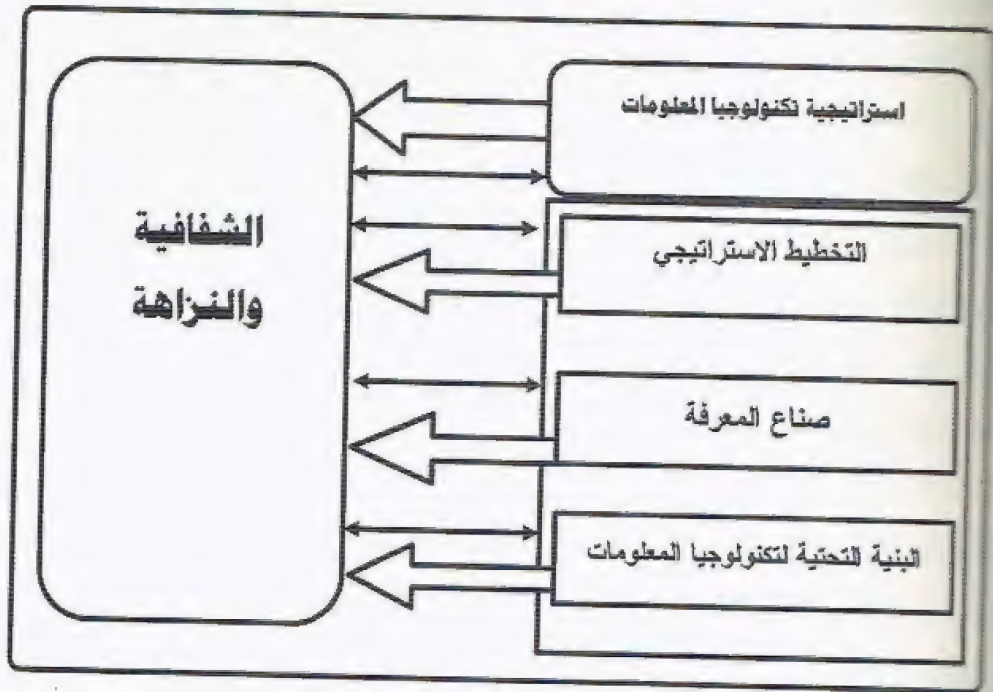 استراتيجية تكنولوجيا المعلومات
الشفافية
والنزاهة
التخطيط الاستراتيجي
صناع المعرفة
البنية التحتية لتكنولوجيا المعلومات